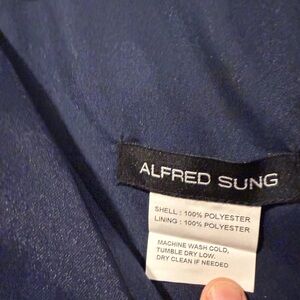 ALFRED SUNG
SHELL : 100% POLYESTER
LINING : 100% POLYESTER
MACHINE WASH COLD,
TUMBLE DRY LOW.
DRY CLEAN IF NEEDED